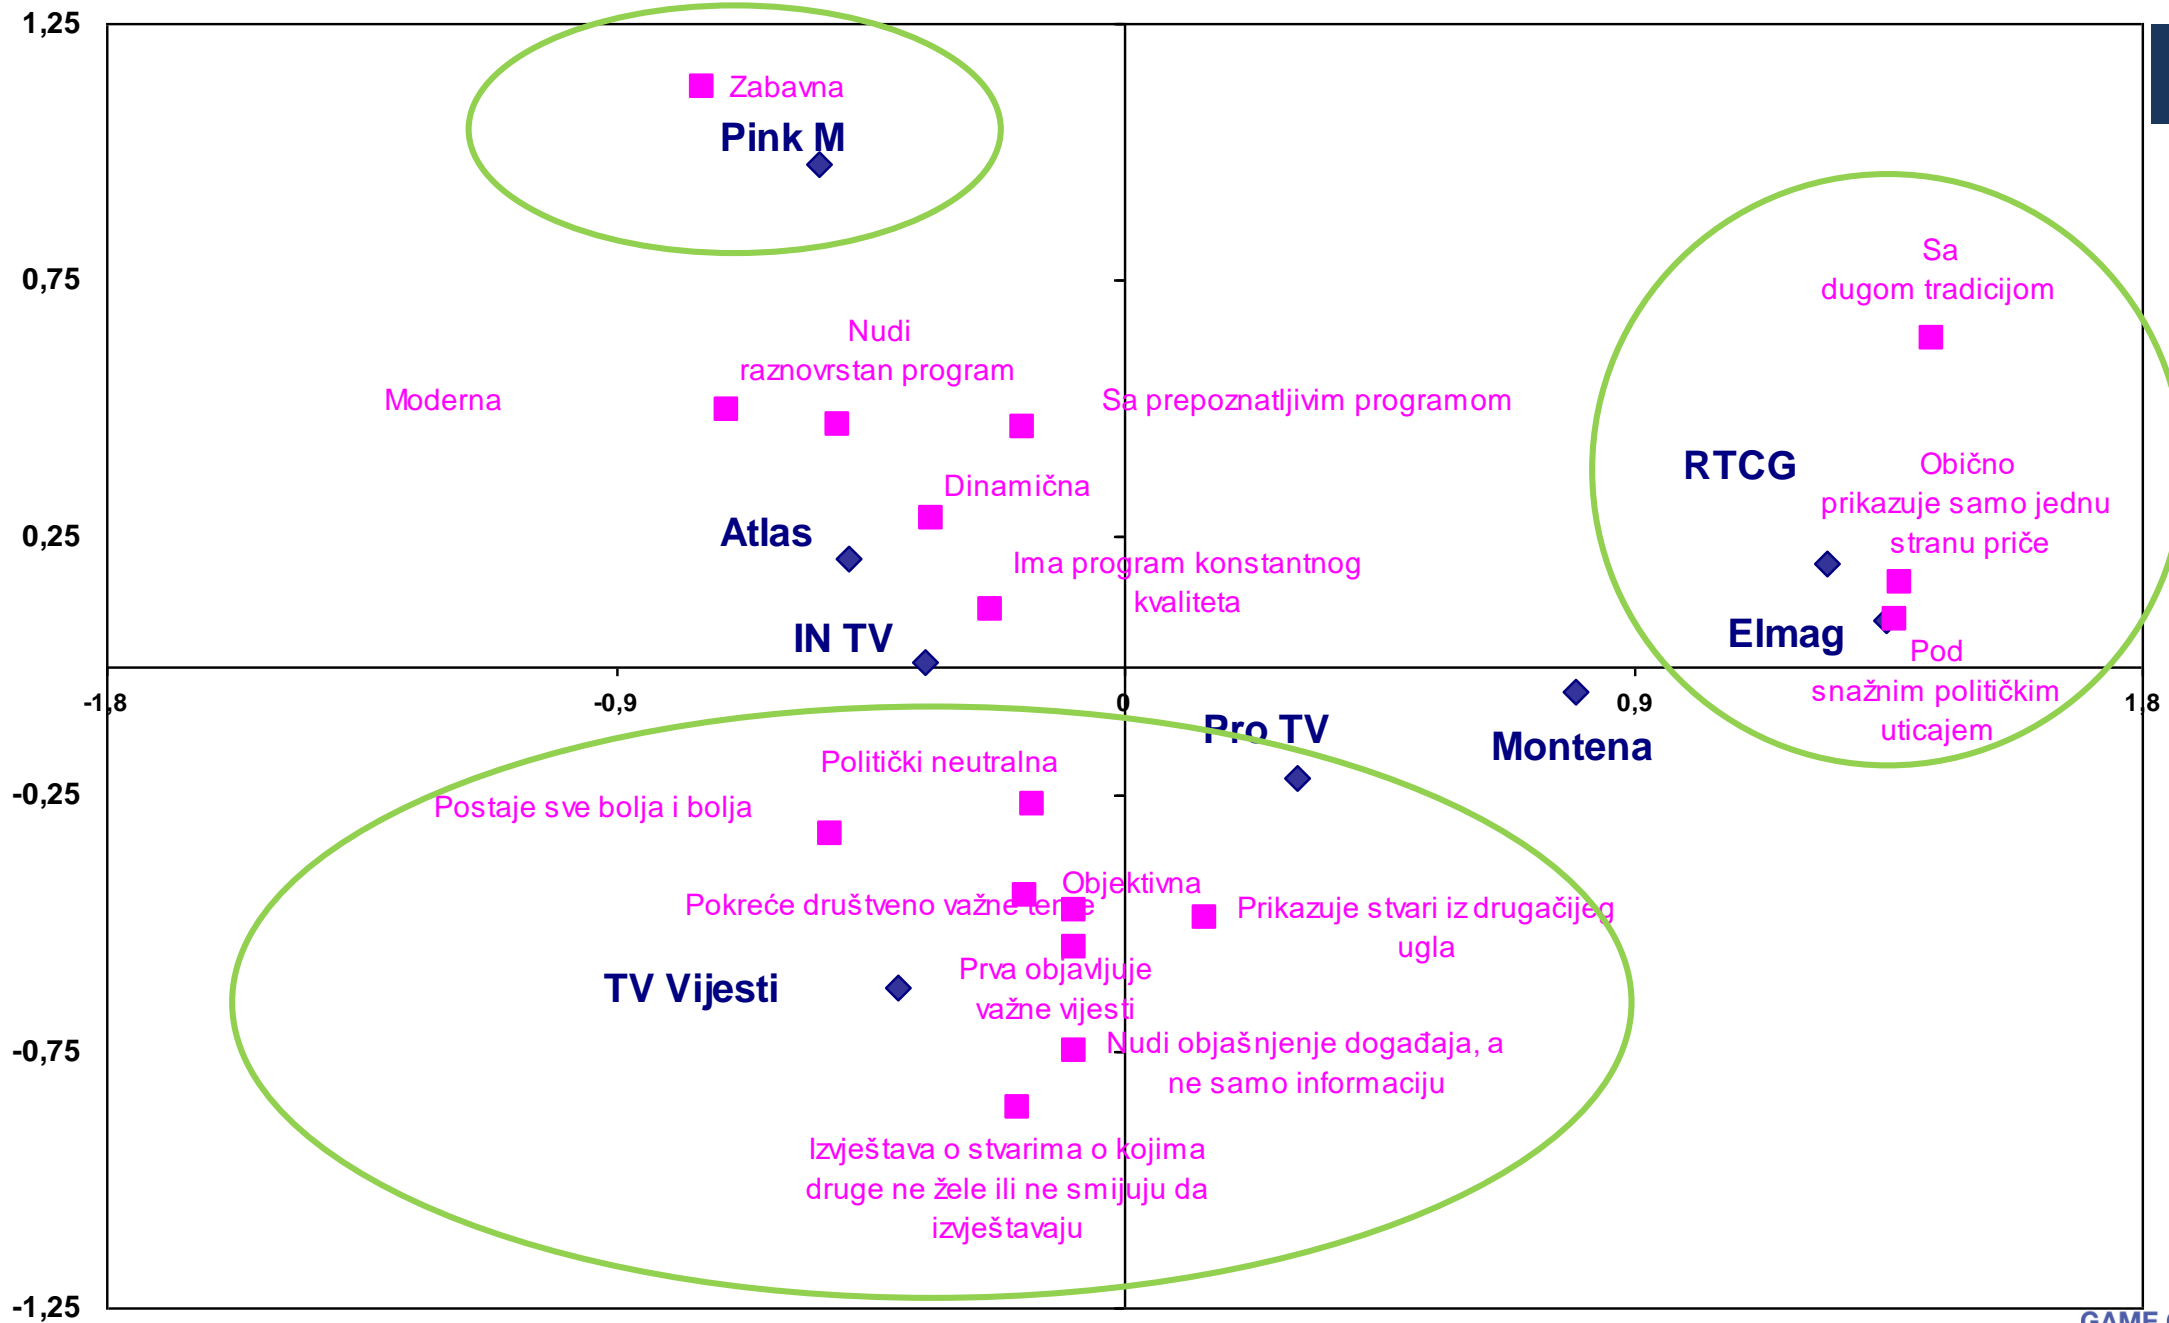 1,25
Zabavna
Pink M
Sa
dugom tradicijom
0,75
Nudi
raznovrstan program
Moderna
Sa prepoznatljivim programom
RTCG
Obično
prikazuje samo jednu
stranu priče
Dinamična
Atlas
0,25
Ima program konstantnog
kvaliteta
IN TV
Elmag
Pod
snažnim političkim
uticajem
-1,8
-0,9
0
0,9
1,8
Pro TV
Montena
Politički neutralna
-0,25
Postaje sve bolja i bolja
Objektivna
Pokreće društveno važne teme
Prikazuje stvari iz drugačijeg
ugla
Prva objavljuje
važne vijesti
TV Vijesti
-0,75
Nudi objašnjenje događaja, a
ne samo informaciju
Izvještava o stvarima o kojima
druge ne žele ili ne smijuju da
izvještavaju
-1,25
GAME